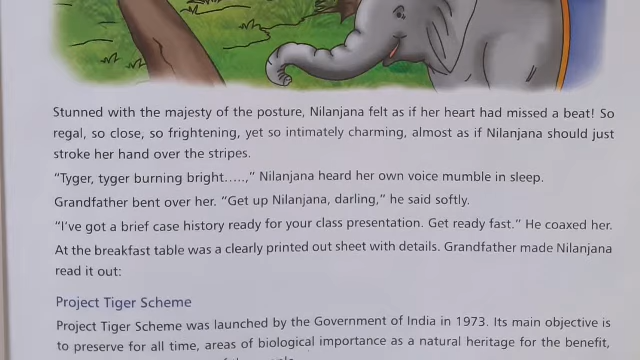 Stunned with the majesty of the posture, Nilanjana felt as if her heart had missed a beat! So
regal, so close, so frightening, yet so intimately charming, almost as if Nilanjana should just
stroke her hand over the stripes.
“Tyger, tyger burning bright.....,” Nilanjana heard her own voice mumble in sleep.
Grandfather bent over her. “Get up Nilanjana, darling,” he said softly.
“I’ve got a brief case history ready for your class presentation. Get ready fast.” He coaxed her.
At the breakfast table was a clearly printed out sheet with details. Grandfather made Nilanjana
read it out:
Project Tiger Scheme
Project Tiger Scheme was launched by the Government of India in 1973. Its main objective is
to preserve for all time, areas of biological importance as a natural heritage for the benefit,